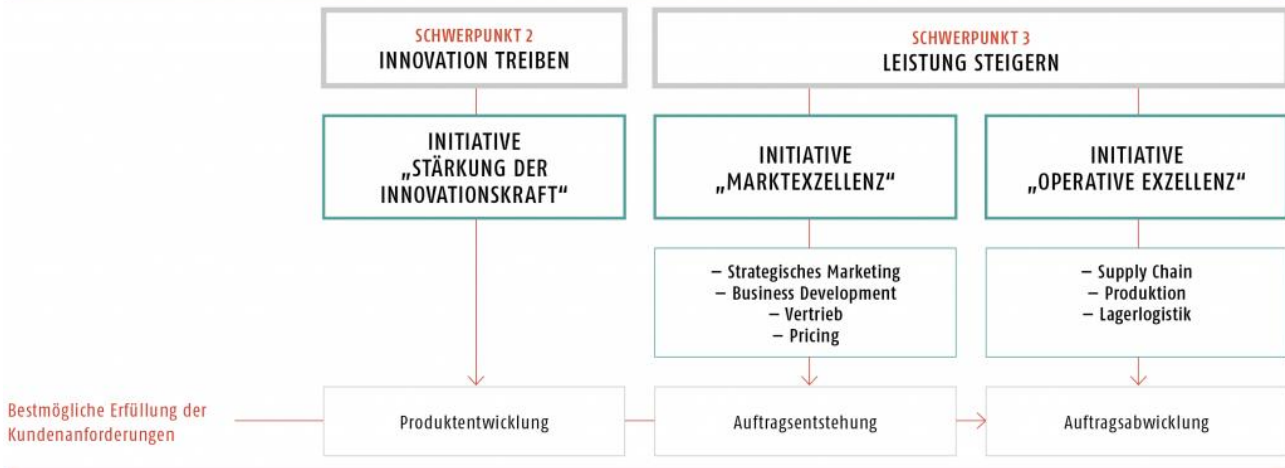 SCHWERPUNKT 2
INNOVATION TREIBEN
SCHWERPUNKT 3
LEISTUNG STEIGERN
INITIATIVE
„STÄRKUNG DER
INNOVATIONSKRAFT“
INITIATIVE
„MARKTEXZELLENZ“
INITIATIVE
„OPERATIVE EXZELLENZ“
– Strategisches Marketing
– Business Development
– Vertrieb
– Pricing
– Supply Chain
– Produktion
– Lagerlogistik
Bestmögliche Erfüllung der
Kundenanforderungen
Produktentwicklung
Auftragsentstehung
Auftragsabwicklung